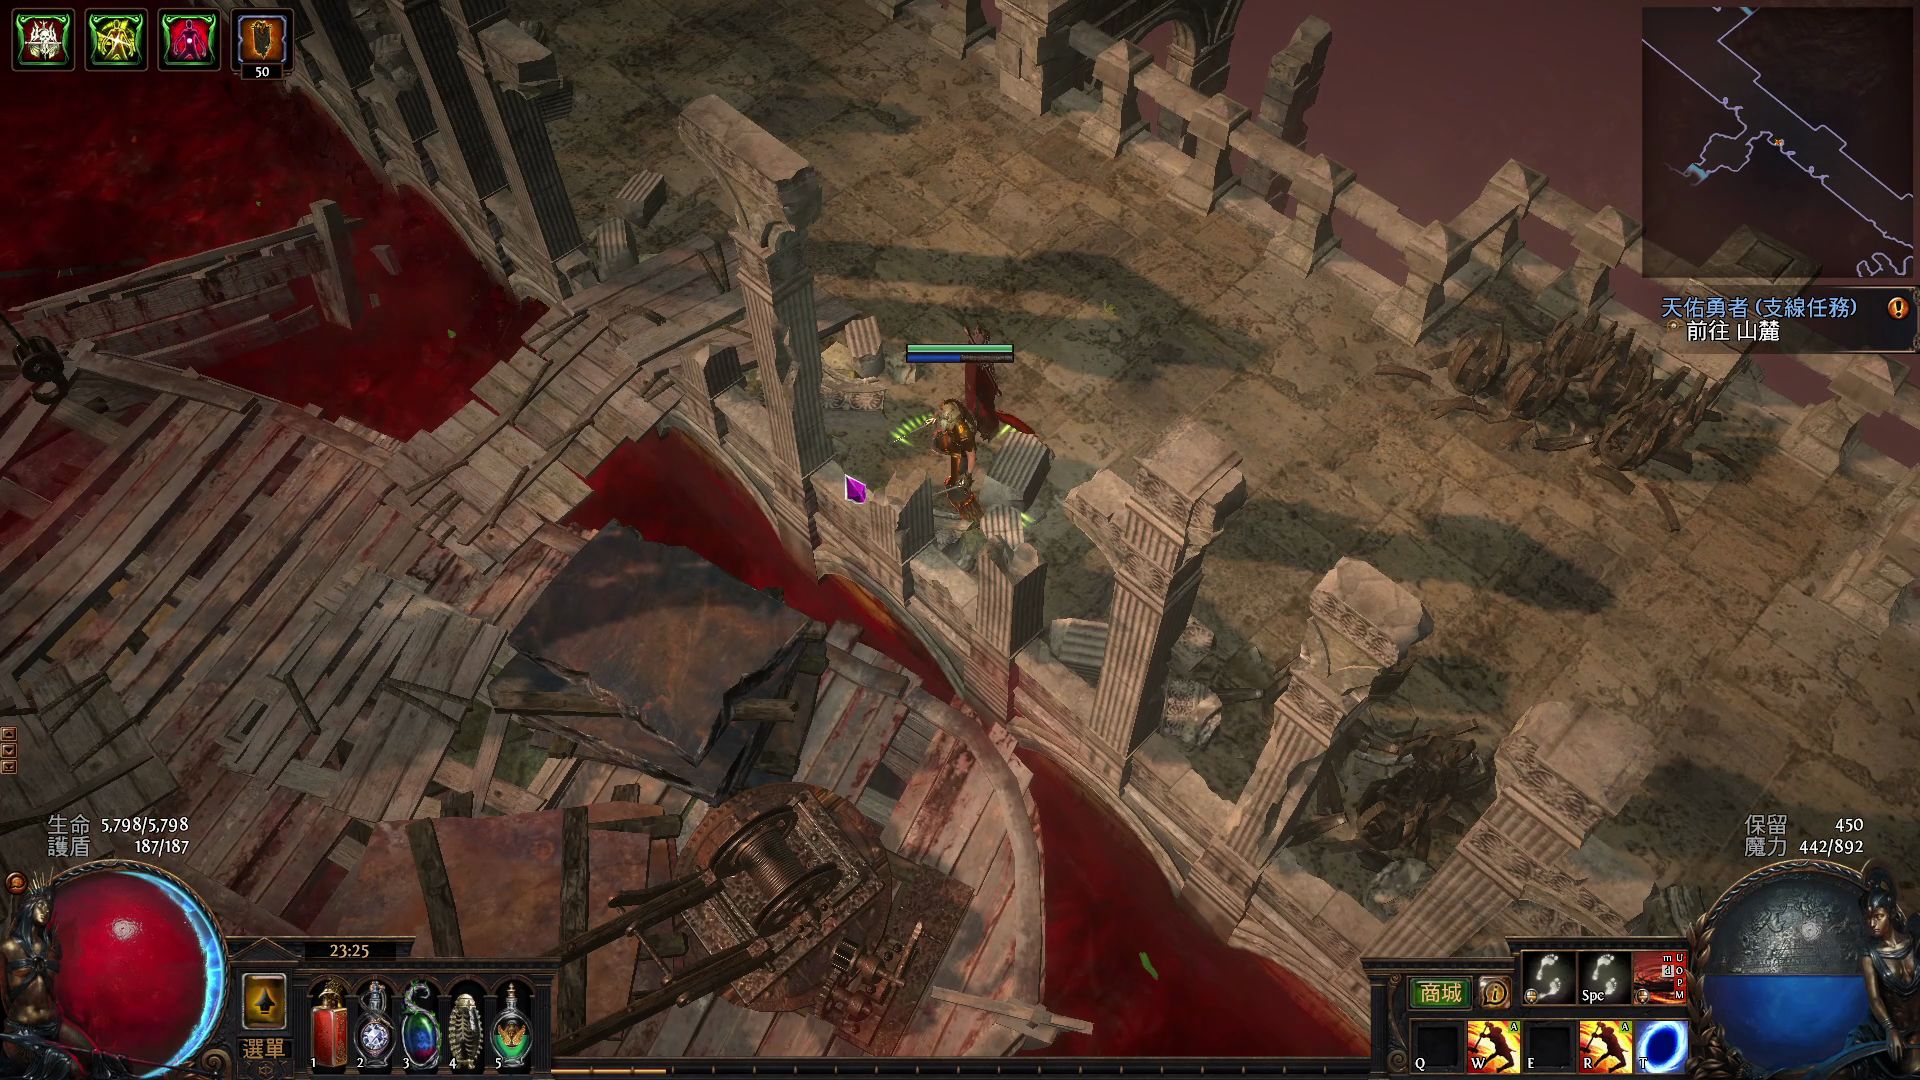 50
天佑勇者 (支線任務)
前往 山麓
生命 5,798/5,798
護盾 187/187
保留 450
魔力 442/892
23:25
選單
1
2
3
4
5
商城
Spc
Q
W A
E
R A
T